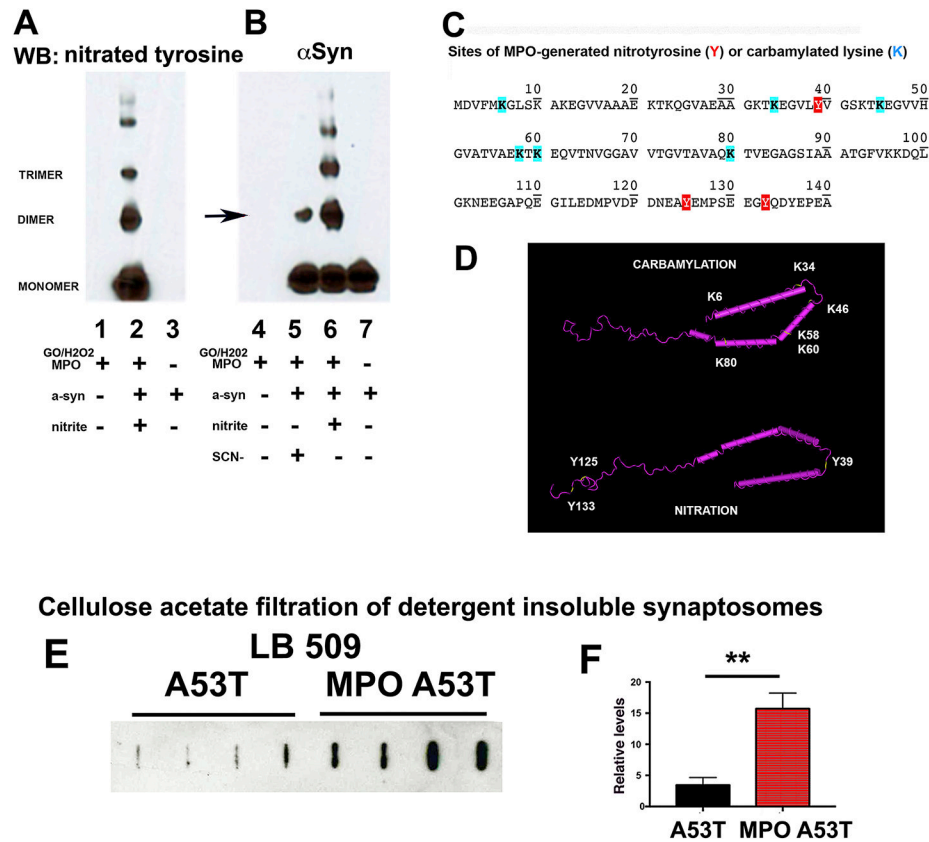 A
B
WB: nitrated tyrosine
αSyn
TRIMER
DIMER
MONOMER
1 2 3 4 5 6 7
GO/H2O2 GO/H202
MPO + + - MPO + + + -
a-syn - + + a-syn - + + +
nitrite - + - nitrite - - + -
SCN- - + - -
C
Sites of MPO-generated nitrotyrosine (Y) or carbamylated lysine (K)
10 20 30 40 50
MDVFMKGLSK AKEGVVAAAE KTKQGVAEAA GKTKEGVLYV GSKTKEGVVH
60 70 80 90 100
GVATVAEKTK EQVTNVGGAV VTGVTAVAQK TVEGAGSIAA ATGFVKKDQL
110 120 130 140
GKNEEGAPQE GILEDMPVDP DNEAYEMPSE EGYQDYEPEA
D
CARBAMYLATION
K34
K6
K46
K58
K60
K80
Y125
Y39
Y133
NITRATION
Cellulose acetate filtration of detergent insoluble synaptosomes
E
LB 509
A53T MPO A53T
F
**
Relative levels
20
15
10
5
0
A53T MPO A53T